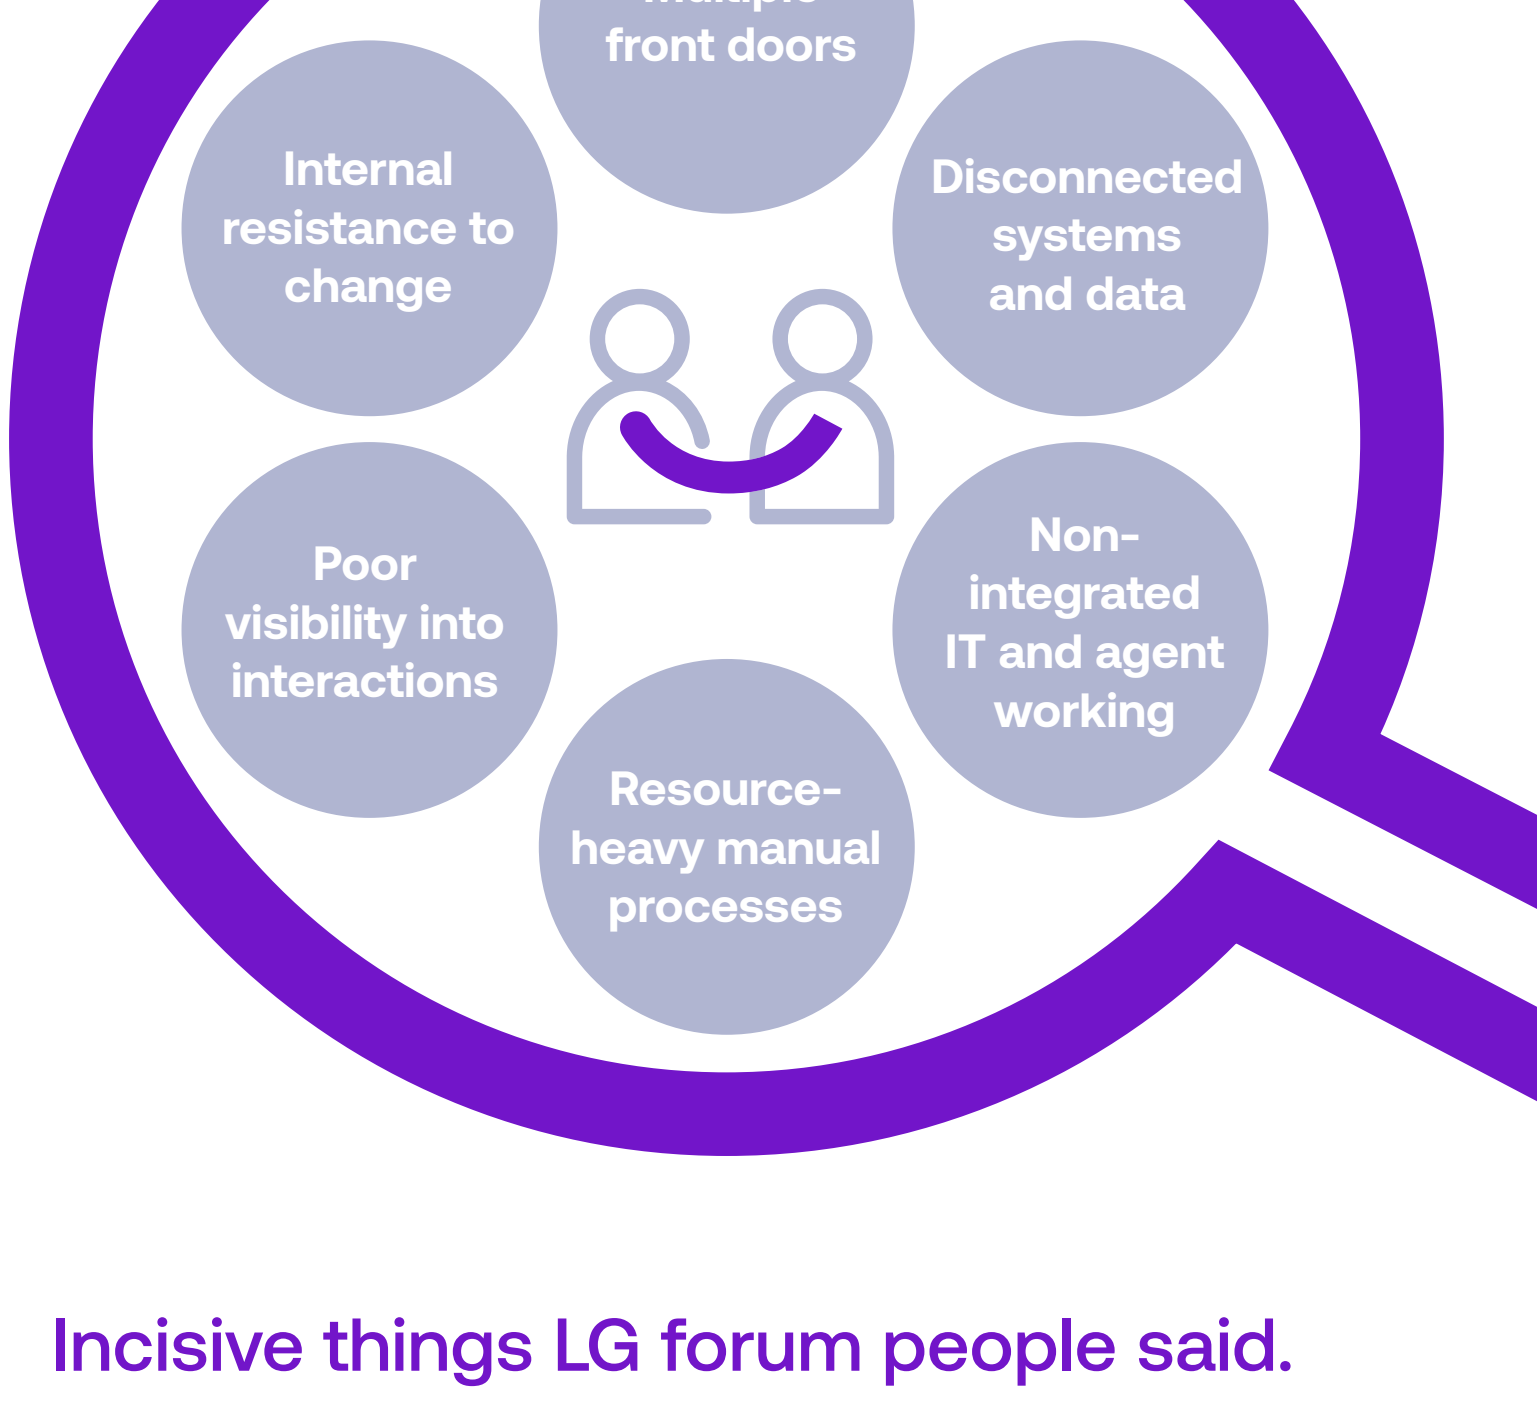 front doors
Internal
resistance to
change
Disconnected
systems
and data
Poor
visibility into
interactions
Non-
integrated
IT and agent
working
Resource-
heavy manual
processes
Incisive things LG forum people said.